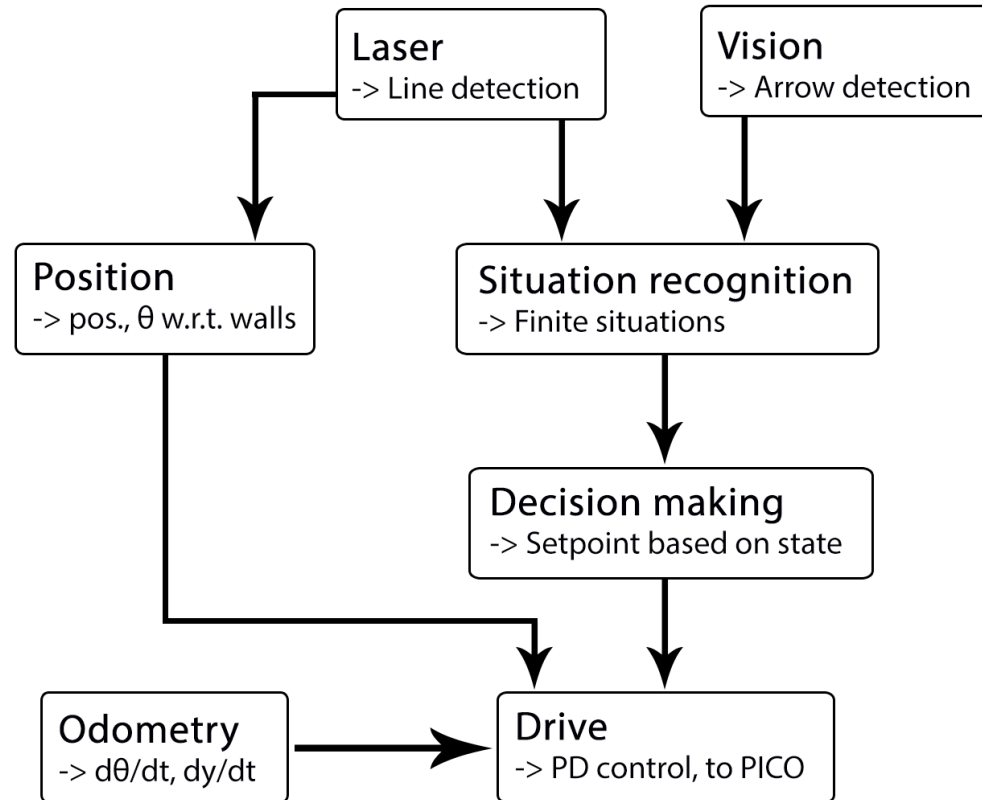 Laser
-> Line detection
Vision
-> Arrow detection
Position
-> pos., θ w.r.t. walls
Situation recognition
-> Finite situations
Decision making
-> Setpoint based on state
Odometry
-> dθ/dt, dy/dt
Drive
-> PD control, to PICO